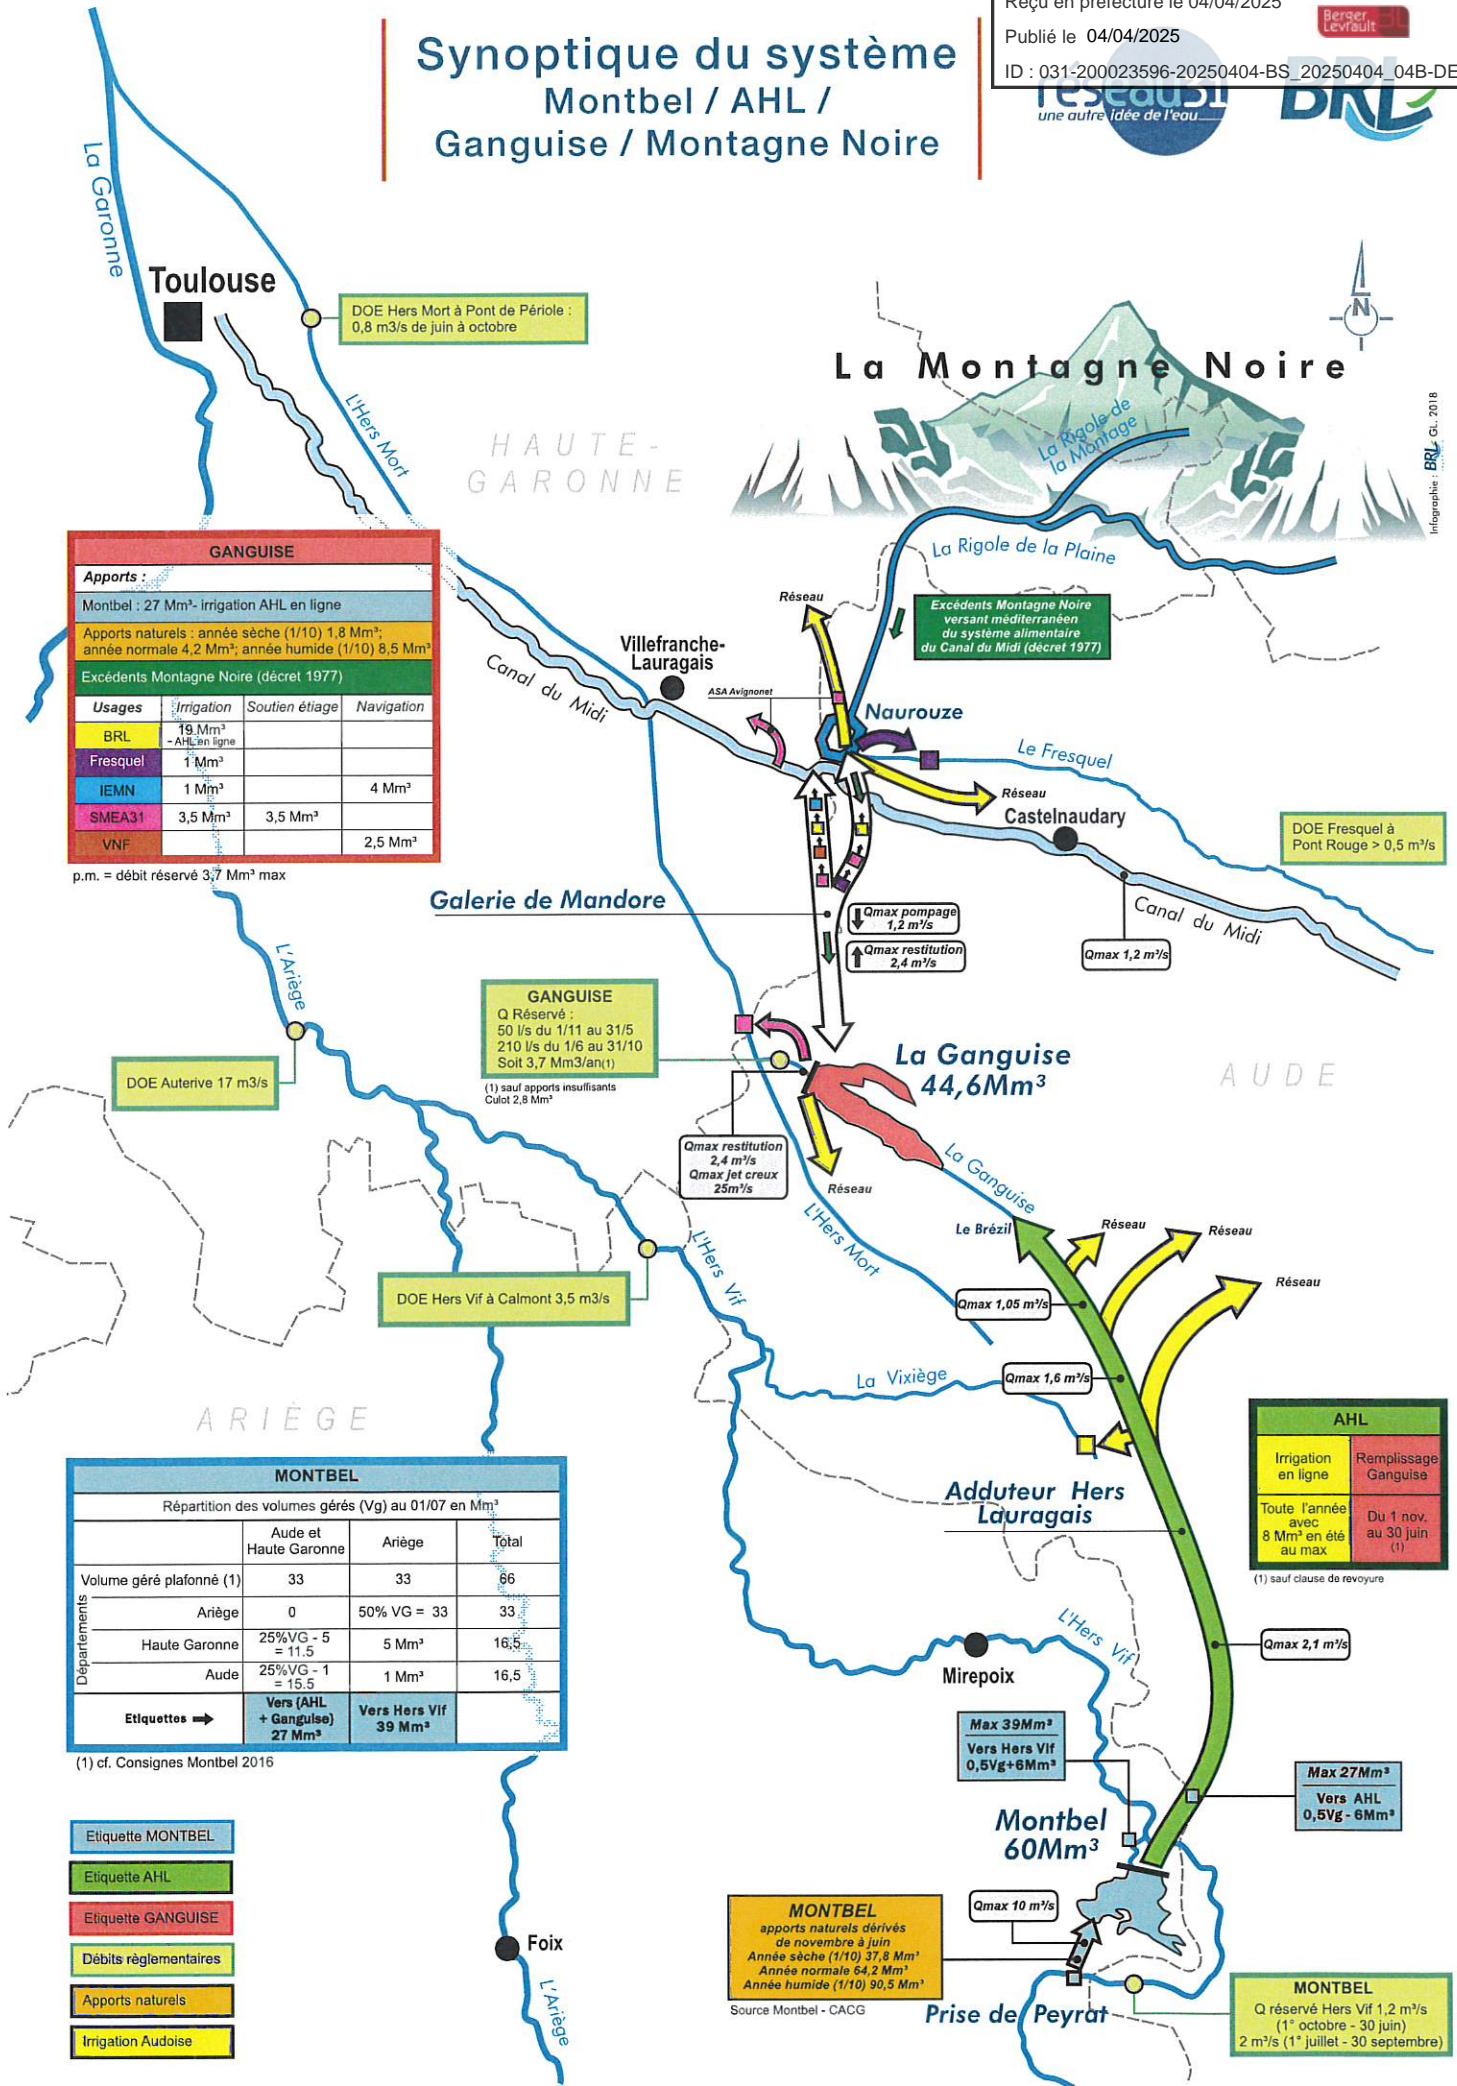 Reçu en préfecture le 04/04/2025
Publié le 04/04/2025
ID : 031-200023596-20250404-BS_20250404_04B-DE
Berger
Levrault
réseau31
une autre idée de l'eau
BRL
Synoptique du système
Montbel / AHL /
Ganguise / Montagne Noire
La Garonne
Toulouse
DOE Hers Mort à Pont de Périole :
0,8 m3/s de juin à octobre
N
La Montagne Noire
La Rigole de
la Montage
Infographie : BRL GL. 2018
L'Hers Mort
HAUTE-
GARONNE
La Rigole de la Plaine
GANGUISE
Apports :
Montbel : 27 Mm³- irrigation AHL en ligne
Apports naturels : année sèche (1/10) 1,8 Mm³;
année normale 4,2 Mm³; année humide (1/10) 8,5 Mm³
Excédents Montagne Noire (décret 1977)
Usages Irrigation Soutien étiage Navigation
BRL 19 Mm³
- AHL en ligne
Fresquel 1 Mm³
IEMN 1 Mm³ 4 Mm³
SMEA31 3,5 Mm³ 3,5 Mm³
VNF 2,5 Mm³
p.m. = débit réservé 3,7 Mm³ max
Réseau
Excédents Montagne Noire
versant méditerranéen
du système alimentaire
du Canal du Midi (décret 1977)
Villefranche-
Lauragais
Canal du Midi
ASA Avignonet
Naurouze
Le Fresquel
Réseau
Castelnaudary
DOE Fresquel à
Pont Rouge > 0,5 m³/s
Galerie de Mandore
Qmax pompage
1,2 m³/s
Qmax restitution
2,4 m³/s
Canal du Midi
Qmax 1,2 m³/s
L'Ariège
GANGUISE
Q Réservé :
50 l/s du 1/11 au 31/5
210 l/s du 1/6 au 31/10
Soit 3,7 Mm3/an(1)
(1) sauf apports insuffisants
Culot 2,8 Mm³
La Ganguise
44,6Mm³
AUDE
DOE Auterive 17 m3/s
Qmax restitution
2,4 m³/s
Qmax jet creux
25m³/s
Réseau
La Ganguise
L'Hers Mort
Le Brézil
Réseau
Réseau
Réseau
L'Hers Vif
DOE Hers Vif à Calmont 3,5 m3/s
Qmax 1,05 m³/s
La Vixiège
Qmax 1,6 m³/s
ARIÈGE
AHL
Irrigation
en ligne
Remplissage
Ganguise
Toute l'année
avec
8 Mm³ en été
au max
Du 1 nov.
au 30 juin
(1)
(1) sauf clause de revoyure
MONTBEL
Répartition des volumes gérés (Vg) au 01/07 en Mm³
Aude et
Haute Garonne
Ariège Total
Volume géré plafonné (1) 33 33 66
Départements
Ariège 0 50% VG = 33 33
Haute Garonne 25%VG - 5
= 11.5
5 Mm³ 16,5
Aude 25%VG - 1
= 15.5
1 Mm³ 16,5
Etiquettes ➡ Vers (AHL
+ Ganguise)
27 Mm³
Vers Hers Vif
39 Mm³
(1) cf. Consignes Montbel 2016
Adduteur Hers
Lauragais
L'Hers Vif
Qmax 2,1 m³/s
Mirepoix
Max 39Mm³
Vers Hers Vif
0,5Vg+6Mm³
Max 27Mm³
Vers AHL
0,5Vg - 6Mm³
Montbel
60Mm³
Etiquette MONTBEL
Etiquette AHL
Etiquette GANGUISE
Débits règlementaires
Apports naturels
Irrigation Audoise
Foix
L'Ariège
MONTBEL
apports naturels dérivés
de novembre à juin
Année sèche (1/10) 37,8 Mm³
Année normale 64,2 Mm³
Année humide (1/10) 90,5 Mm³
Source Montbel - CACG
Qmax 10 m³/s
Prise de Peyrat
MONTBEL
Q réservé Hers Vif 1,2 m³/s
(1° octobre - 30 juin)
2 m³/s (1° juillet - 30 septembre)